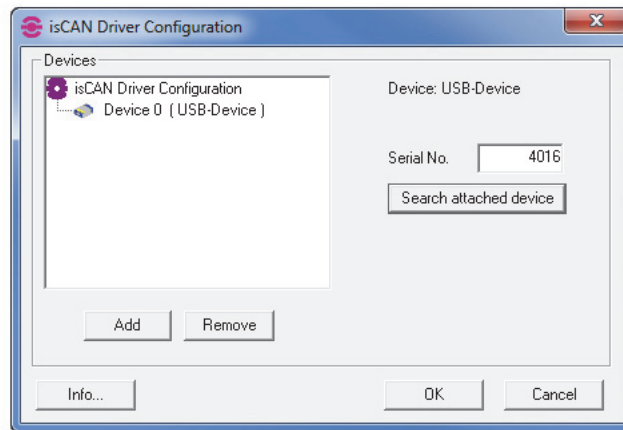 isCAN Driver Configuration
Devices
isCAN Driver Configuration
Device 0 ( USB-Device )
Device: USB-Device
Serial No. 4016
Search attached device
Add Remove
Info... OK Cancel